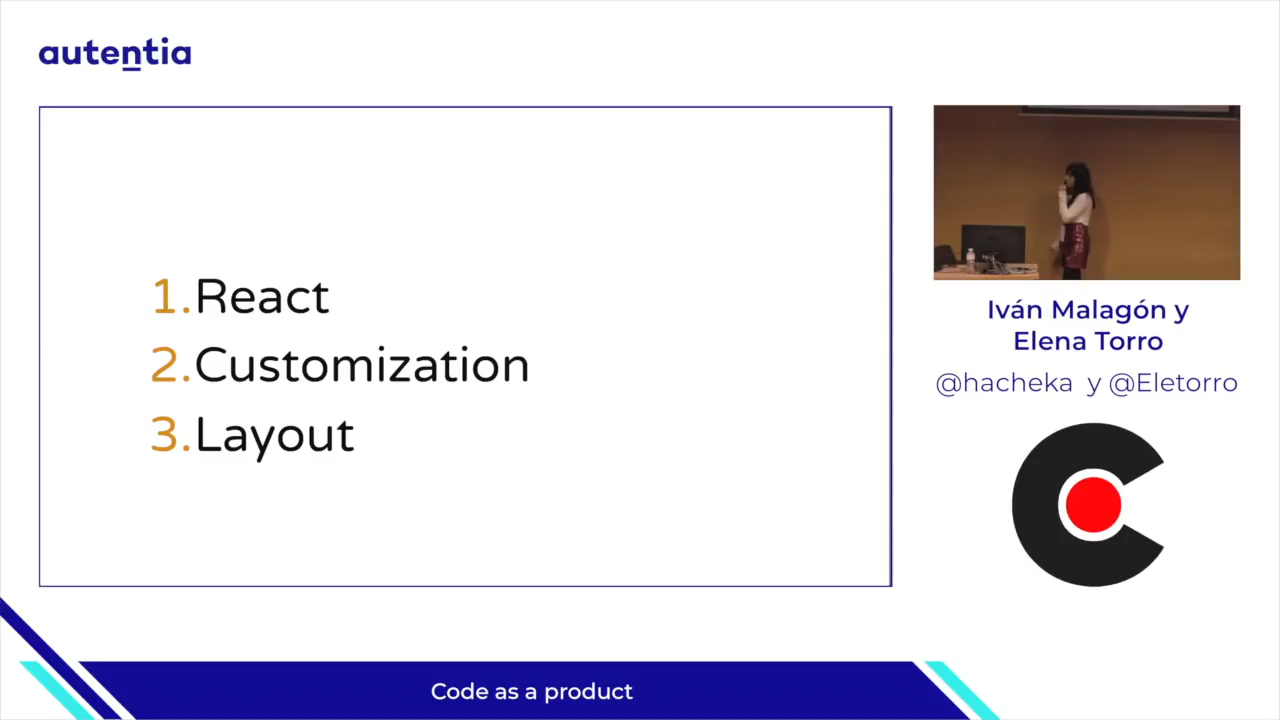 autentia
1.React
2.Customization
3.Layout
Iván Malagón y
Elena Torro
@hacheka y @Eletorro
Code as a product